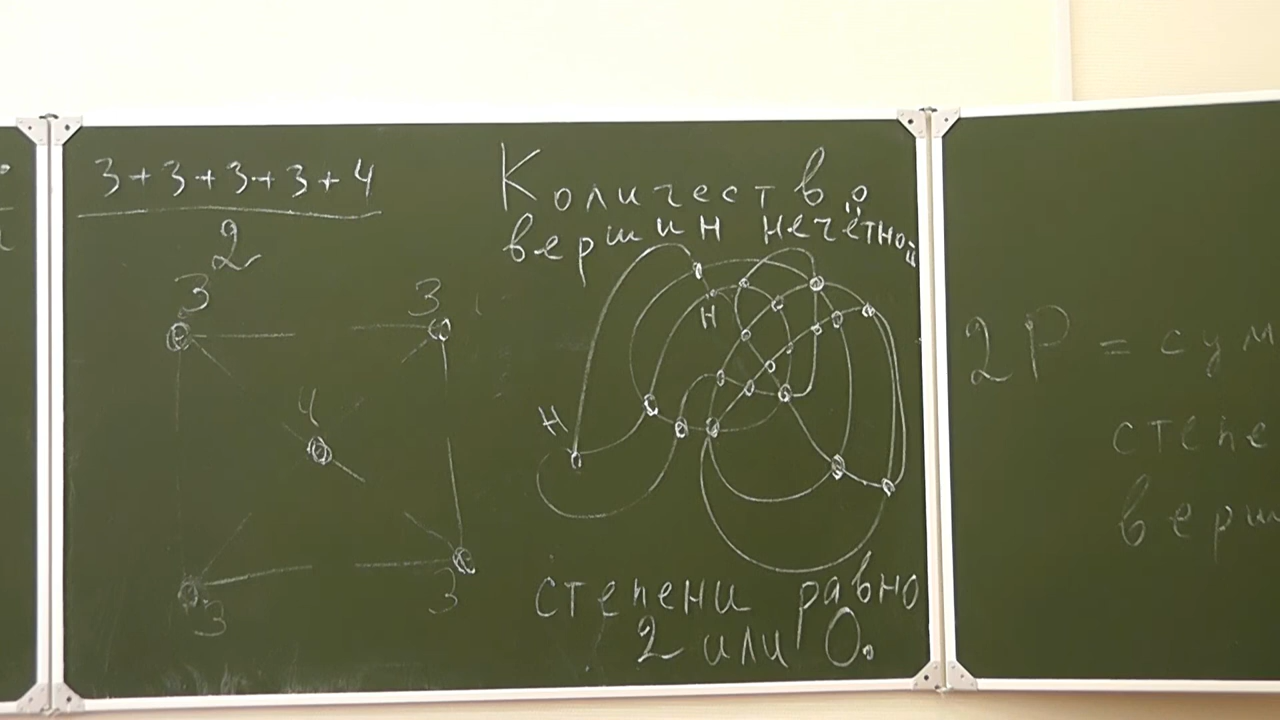 3+3+3+3+4
2
3
3
4
3
3
Количество
вершин нечётной
Н
Н
степени равно
2 или 0.
2Р = сум
степе
верш